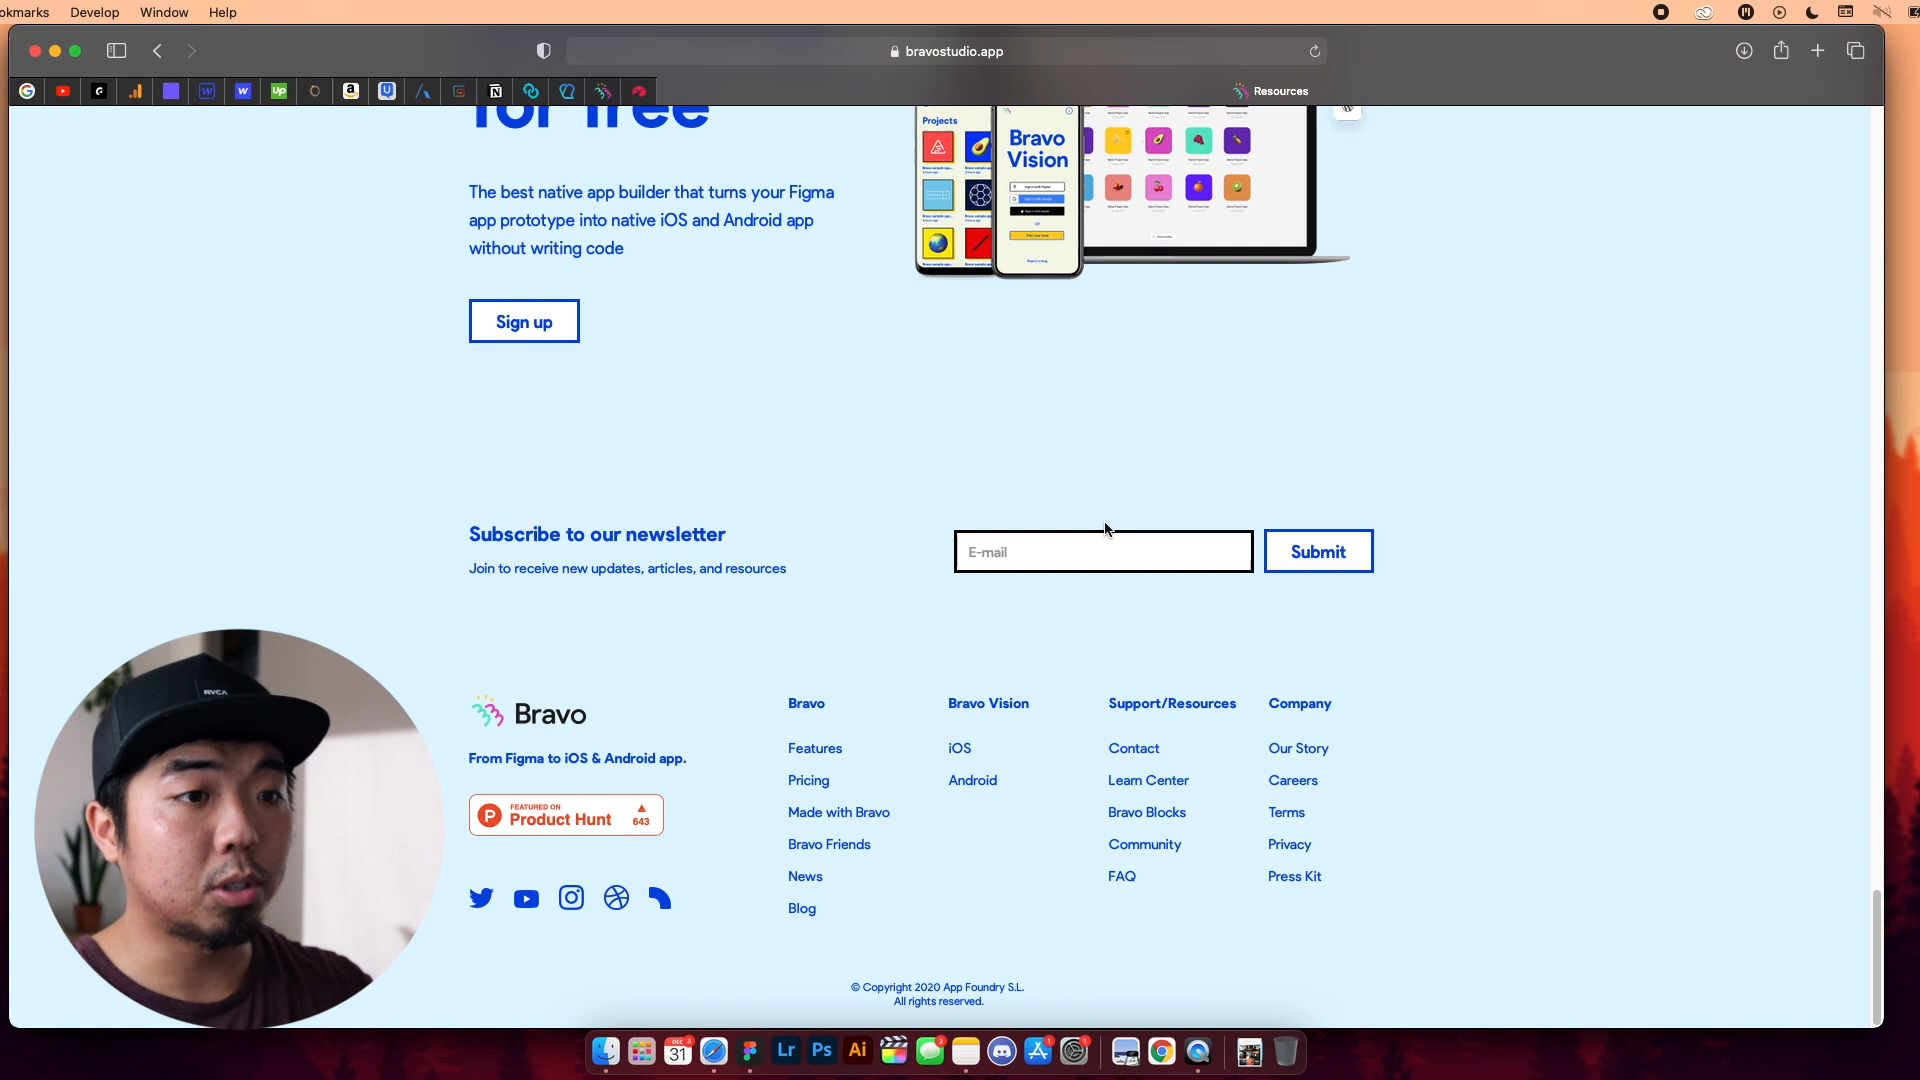 okmarks Develop Window Help
bravostudio.app
Resources
for free
The best native app builder that turns your Figma
app prototype into native iOS and Android app
without writing code
Sign up
Projects
Bravo
Vision
Subscribe to our newsletter
Join to receive new updates, articles, and resources
E-mail
Submit
RVCA
Bravo
From Figma to iOS & Android app.
FEATURED ON
Product Hunt
643
Bravo
Features
Pricing
Made with Bravo
Bravo Friends
News
Blog
Bravo Vision
iOS
Android
Support/Resources
Contact
Learn Center
Bravo Blocks
Community
FAQ
Company
Our Story
Careers
Terms
Privacy
Press Kit
© Copyright 2020 App Foundry S.L.
All rights reserved.
DEC
31
Lr
Ps
Ai